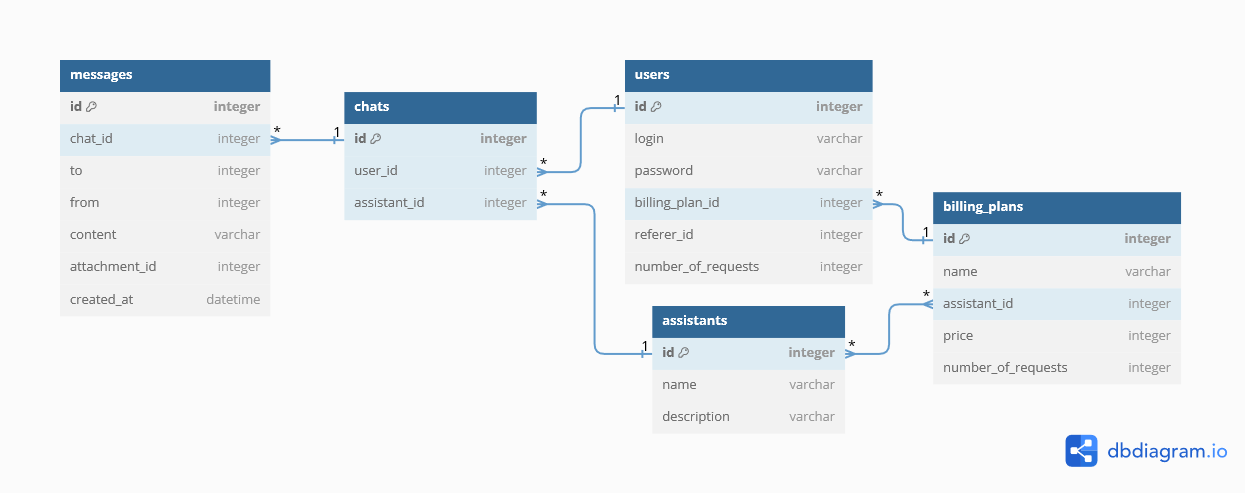 messages
id integer
chat_id integer
to integer
from integer
content varchar
attachment_id integer
created_at datetime
* 1
chats
id integer
user_id integer
assistant_id integer
* 1
* 1
users
id integer
login varchar
password varchar
billing_plan_id integer
referer_id integer
number_of_requests integer
* 1
assistants
id integer
name varchar
description varchar
* *
billing_plans
id integer
name varchar
assistant_id integer
price integer
number_of_requests integer
dbdiagram.io